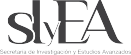 sIyEA
Secretaría de Investigación y Estudios Avanzados